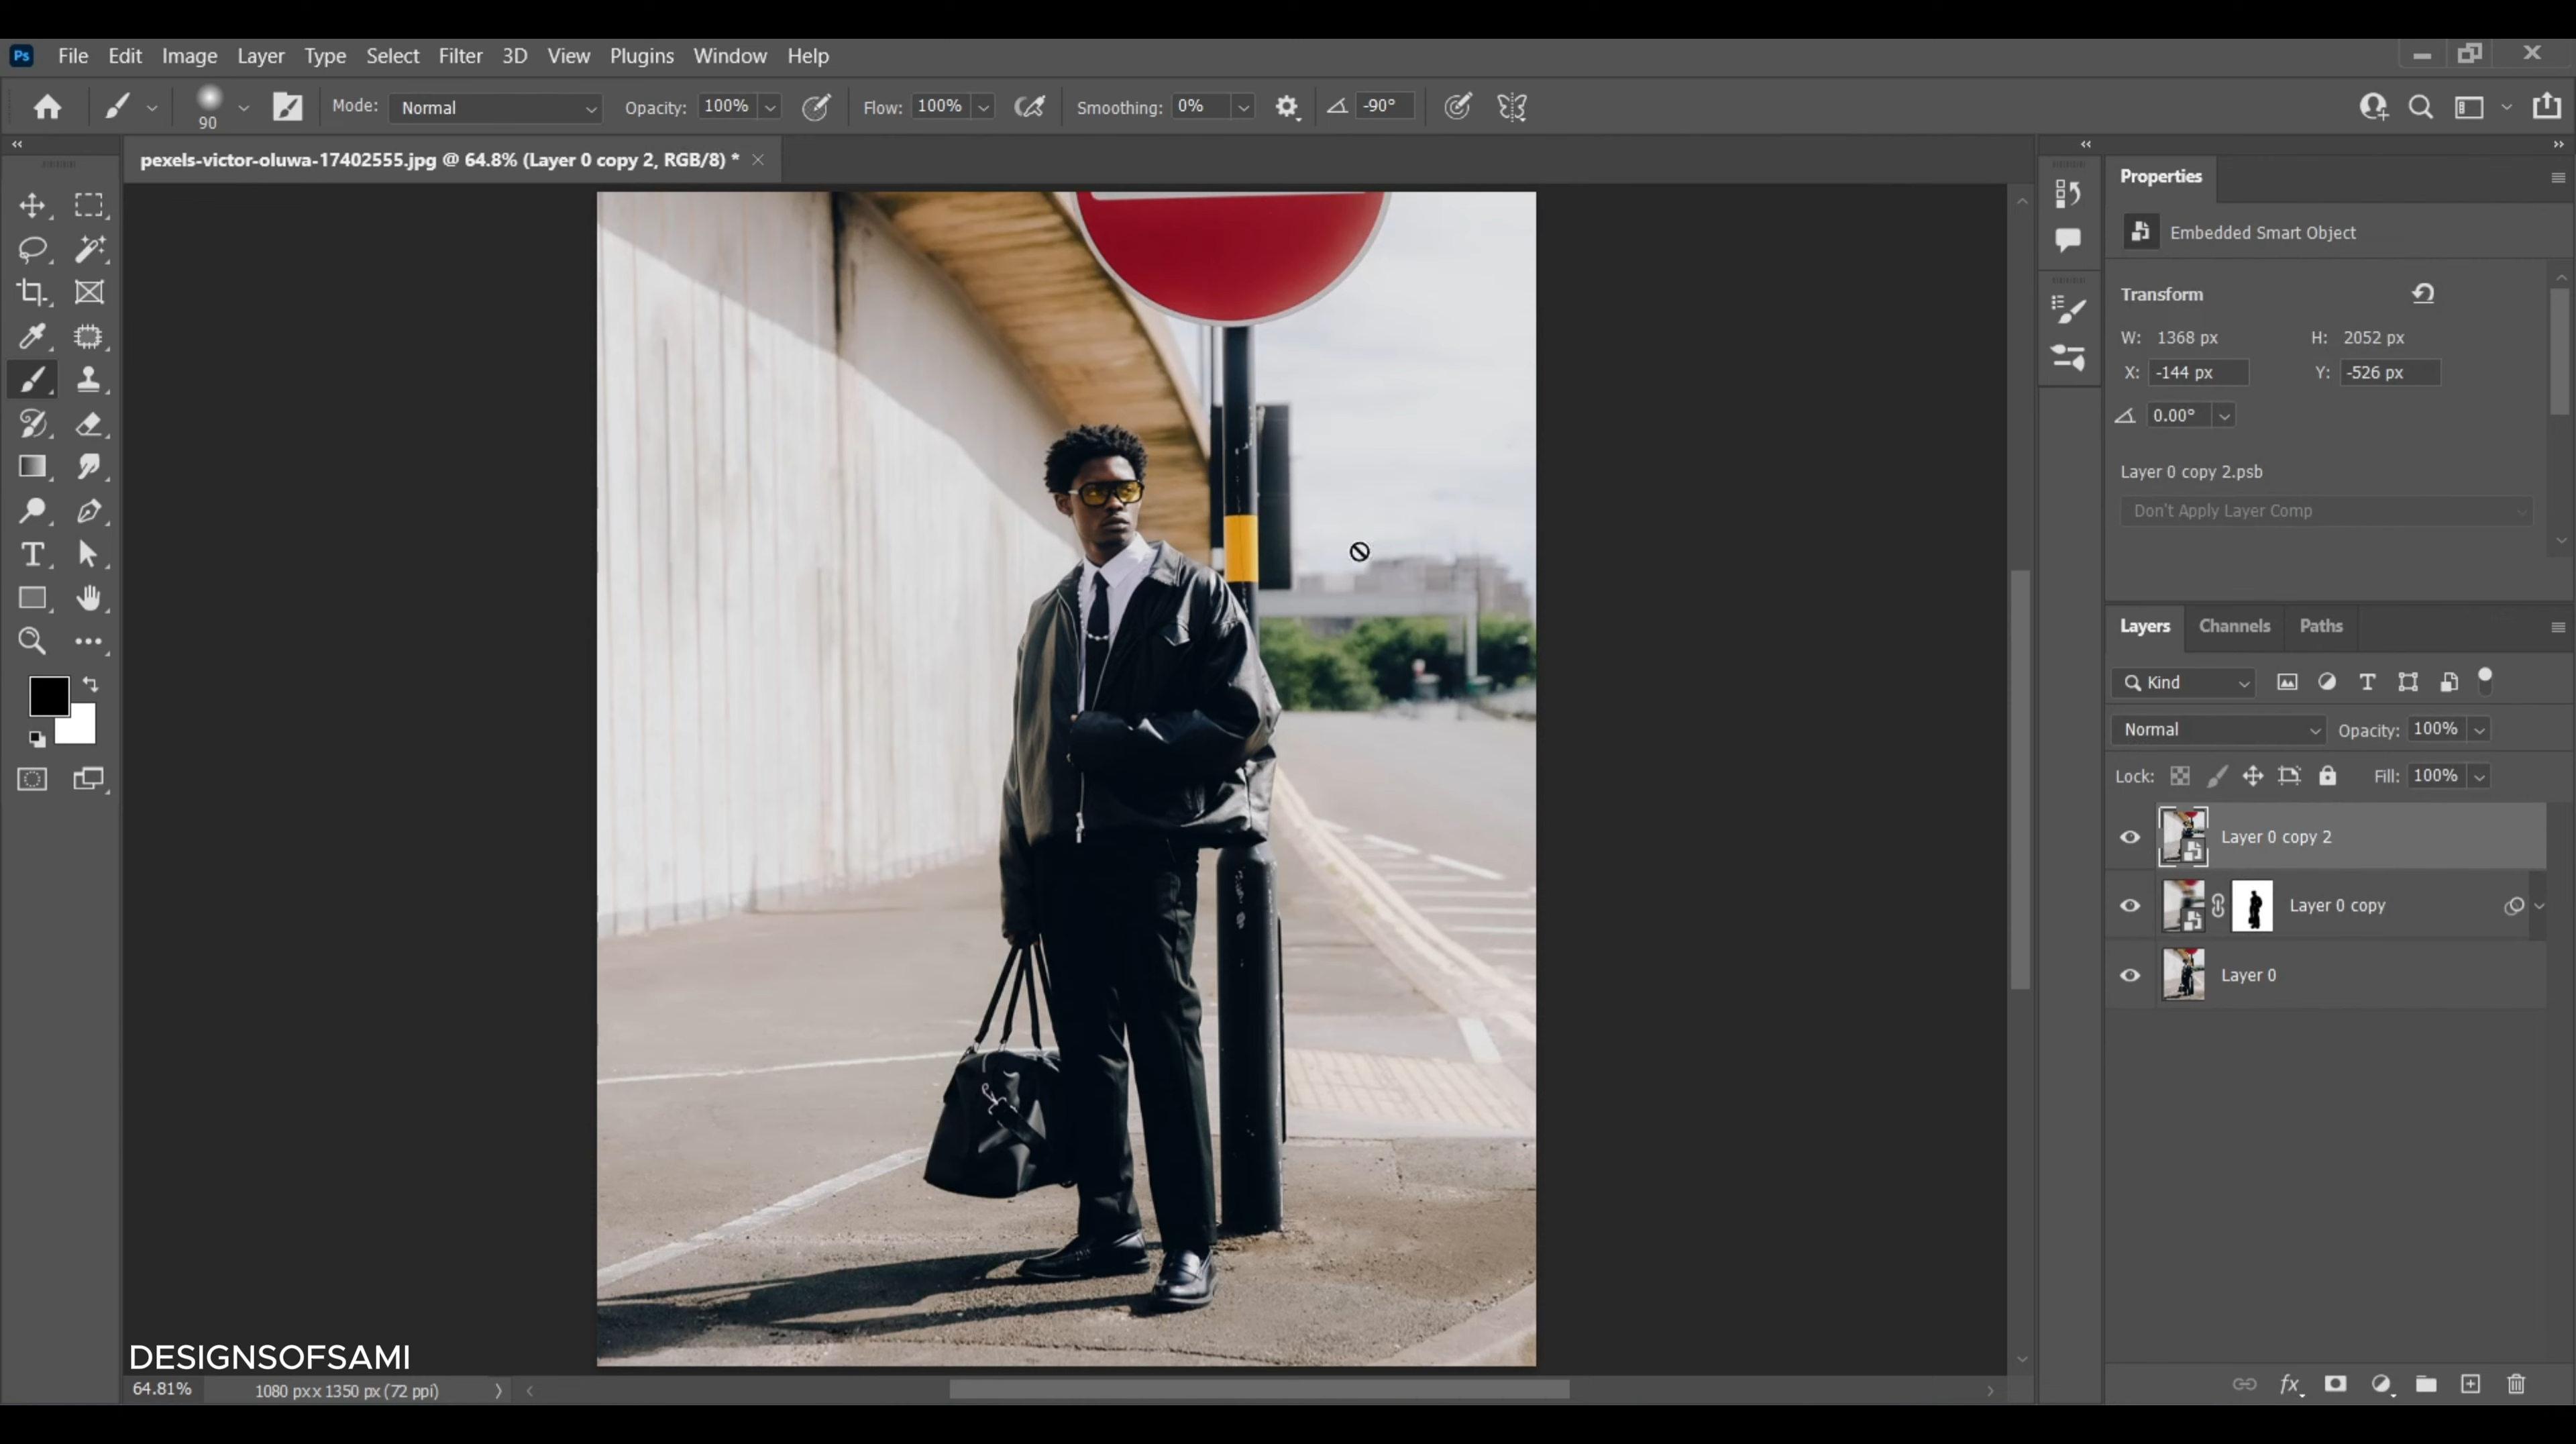 Ps File Edit Image Layer Type Select Filter 3D View Plugins Window Help
90 Mode: Normal Opacity: 100% Flow: 100% Smoothing: 0% -90°
pexels-victor-oluwa-17402555.jpg @ 64.8% (Layer 0 copy 2, RGB/8) *
Properties
Embedded Smart Object
Transform
W: 1368 px H: 2052 px
X: -144 px Y: -526 px
0.00°
Layer 0 copy 2.psb
Don't Apply Layer Comp
Layers Channels Paths
Kind
Normal Opacity: 100%
Lock: Fill: 100%
Layer 0 copy 2
Layer 0 copy
Layer 0
DESIGNSOFSAMI
64.81% 1080 px x 1350 px (72 ppi)